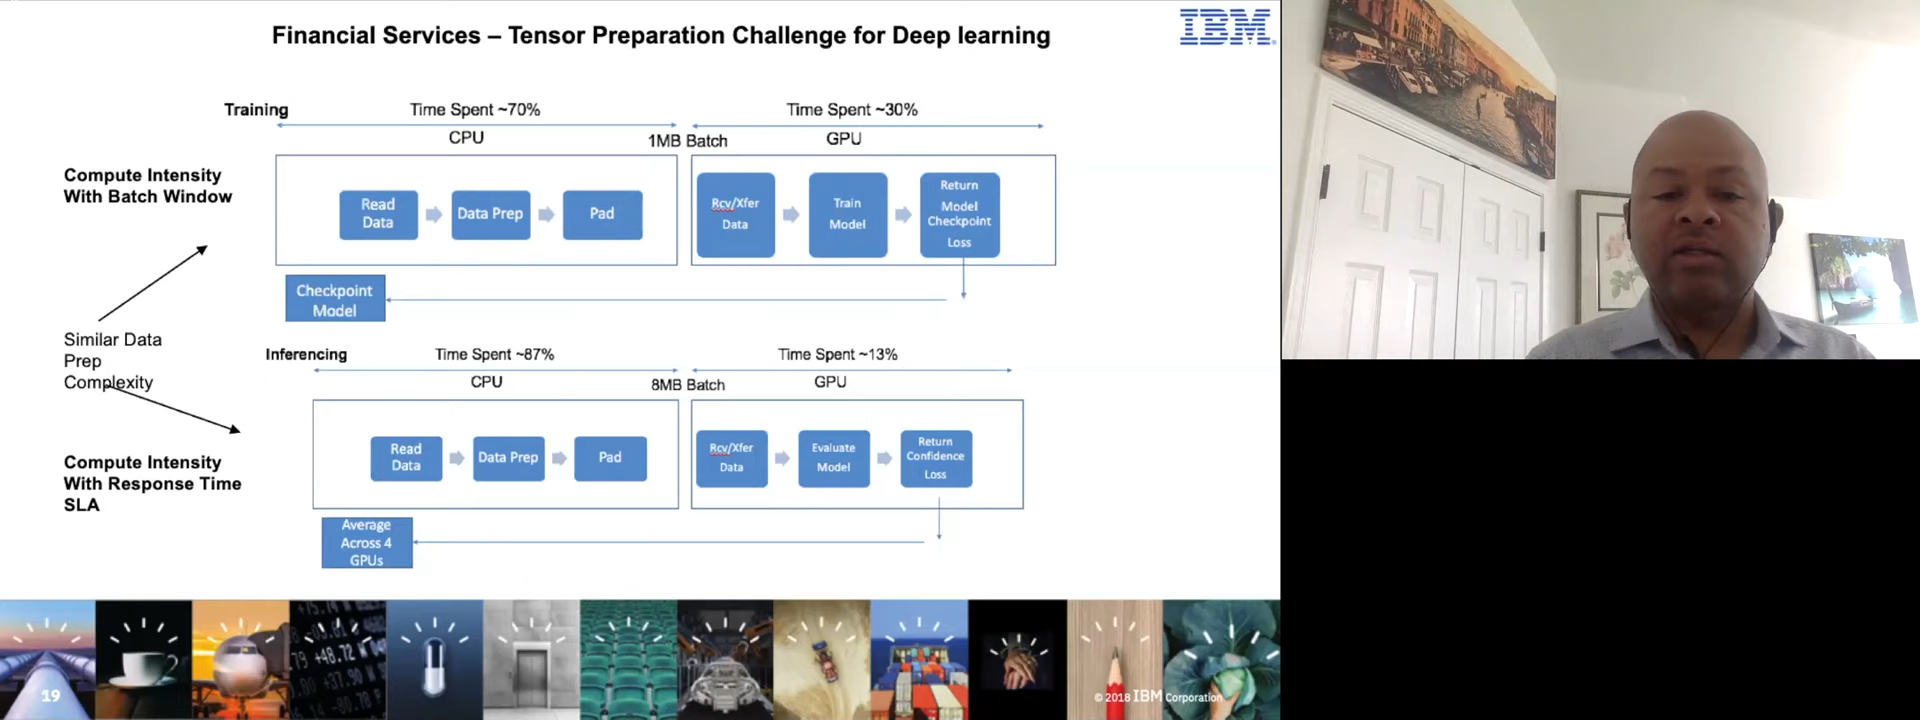 Financial Services – Tensor Preparation Challenge for Deep learning
IBM
Training
Time Spent ~70%
Time Spent ~30%
CPU
1MB Batch
GPU
Compute Intensity
With Batch Window
Read
Data
Data Prep
Pad
Rcv/Xfer
Data
Train
Model
Return
Model
Checkpoint
Loss
Checkpoint
Model
Similar Data
Prep
Complexity
Inferencing
Time Spent ~87%
Time Spent ~13%
CPU
8MB Batch
GPU
Compute Intensity
With Response Time
SLA
Read
Data
Data Prep
Pad
Rcv/Xfer
Data
Evaluate
Model
Return
Confidence
Loss
Average
Across 4
GPUs
+48.72
19
© 2018 IBM Corporation